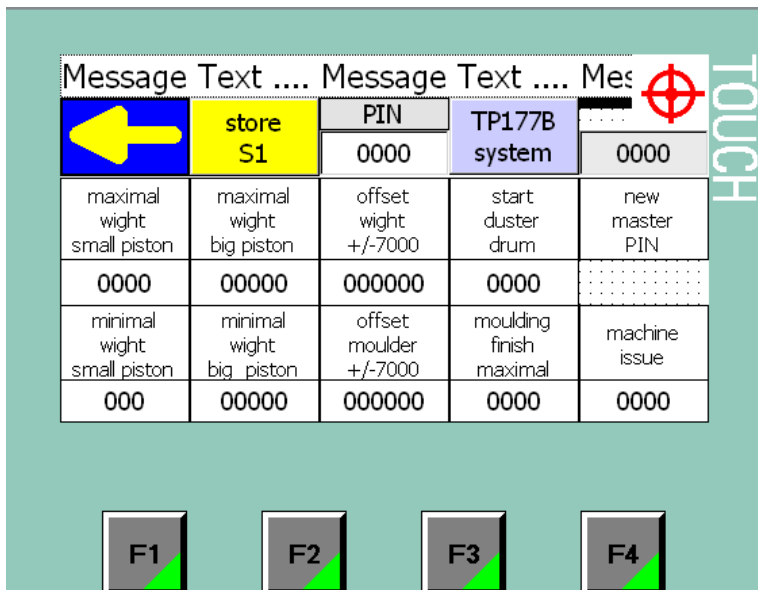 Message Text .... Message Text .... Mes
TOUCH
store
S1
PIN
0000
TP177B
system
0000
maximal
wight
small piston
maximal
wight
big piston
offset
wight
+/-7000
start
duster
drum
new
master
PIN
0000
00000
000000
0000
minimal
wight
small piston
minimal
wight
big piston
offset
moulder
+/-7000
moulding
finish
maximal
machine
issue
000
00000
000000
0000
0000
F1
F2
F3
F4